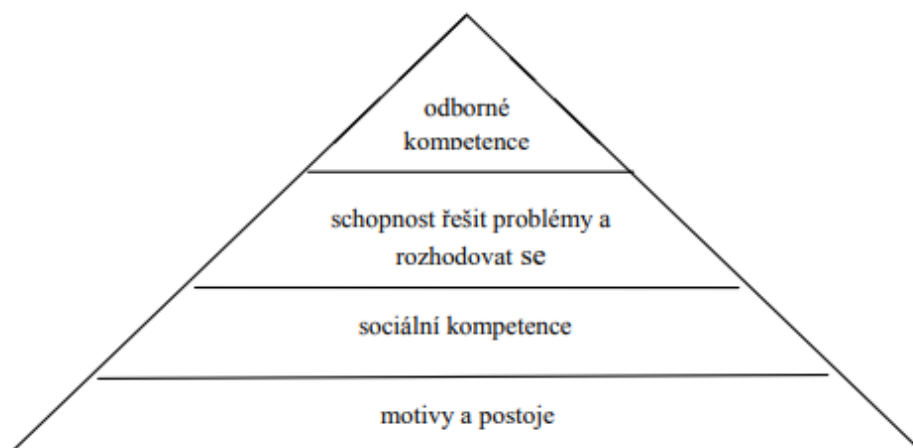 odborné
kompetence
schopnost řešit problémy a
rozhodovat se
sociální kompetence
motivy a postoje